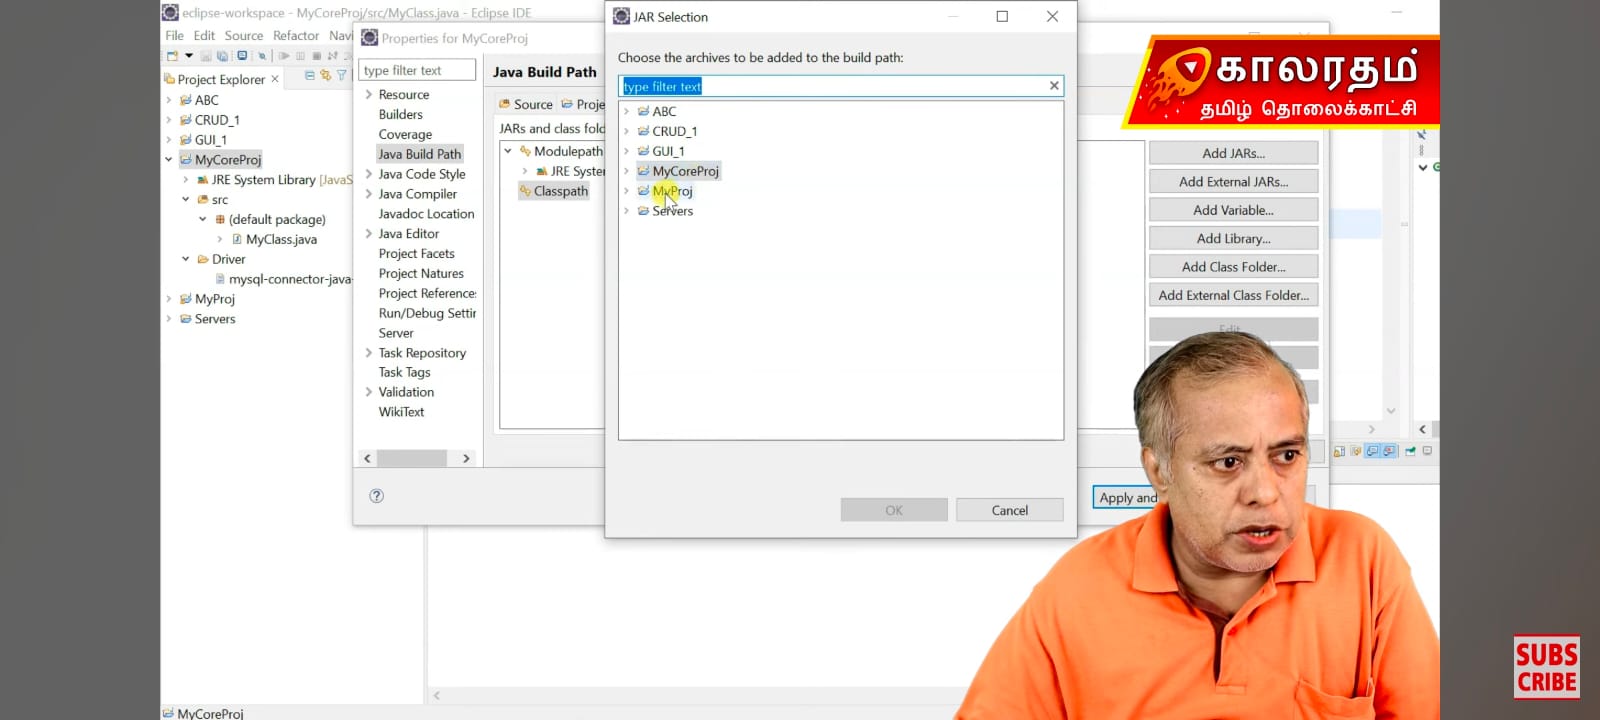 eclipse-workspace - MyCoreProj/src/MyClass.java - Eclipse IDE
File Edit Source Refactor Navi
Project Explorer
ABC
CRUD_1
GUI_1
MyCoreProj
JRE System Library [JavaS
src
(default package)
MyClass.java
Driver
mysql-connector-java-
MyProj
Servers
MyCoreProj
Properties for MyCoreProj
type filter text
Resource
Builders
Coverage
Java Build Path
Java Code Style
Java Compiler
Javadoc Location
Java Editor
Project Facets
Project Natures
Project References
Run/Debug Settin
Server
Task Repository
Task Tags
Validation
WikiText
Java Build Path
Source Proje
JARs and class fold
Modulepath
JRE Syste
Classpath
JAR Selection
Choose the archives to be added to the build path:
type filter text
ABC
CRUD_1
GUI_1
MyCoreProj
MyProj
Servers
OK Cancel
Add JARs...
Add External JARs...
Add Variable...
Add Library...
Add Class Folder...
Add External Class Folder...
Edit
Apply and
காலரதம்
தமிழ் தொலைக்காட்சி
SUBS
CRIBE